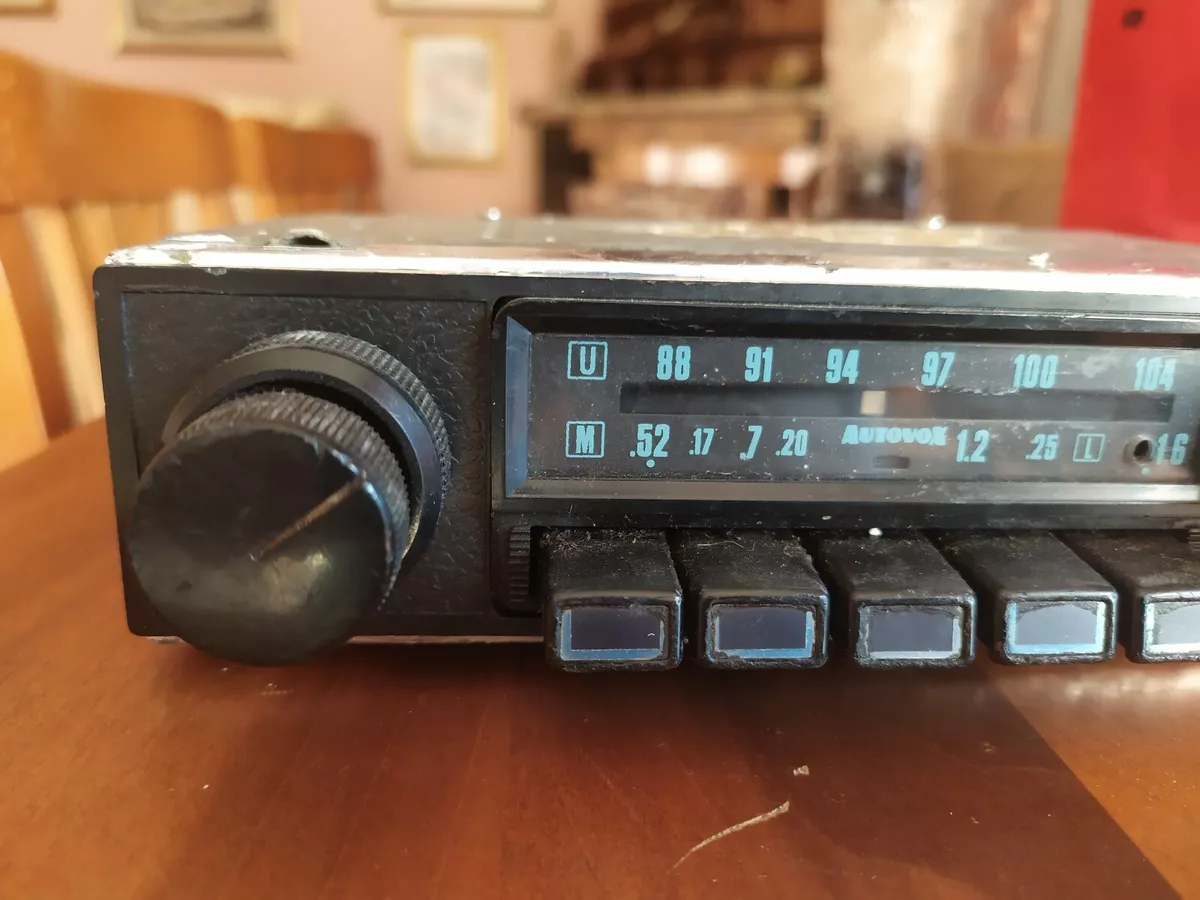 U 88 91 94 97 100 104
M .52 .17 .7 .20 AUTOVOX 1.2 .25 L 1.6